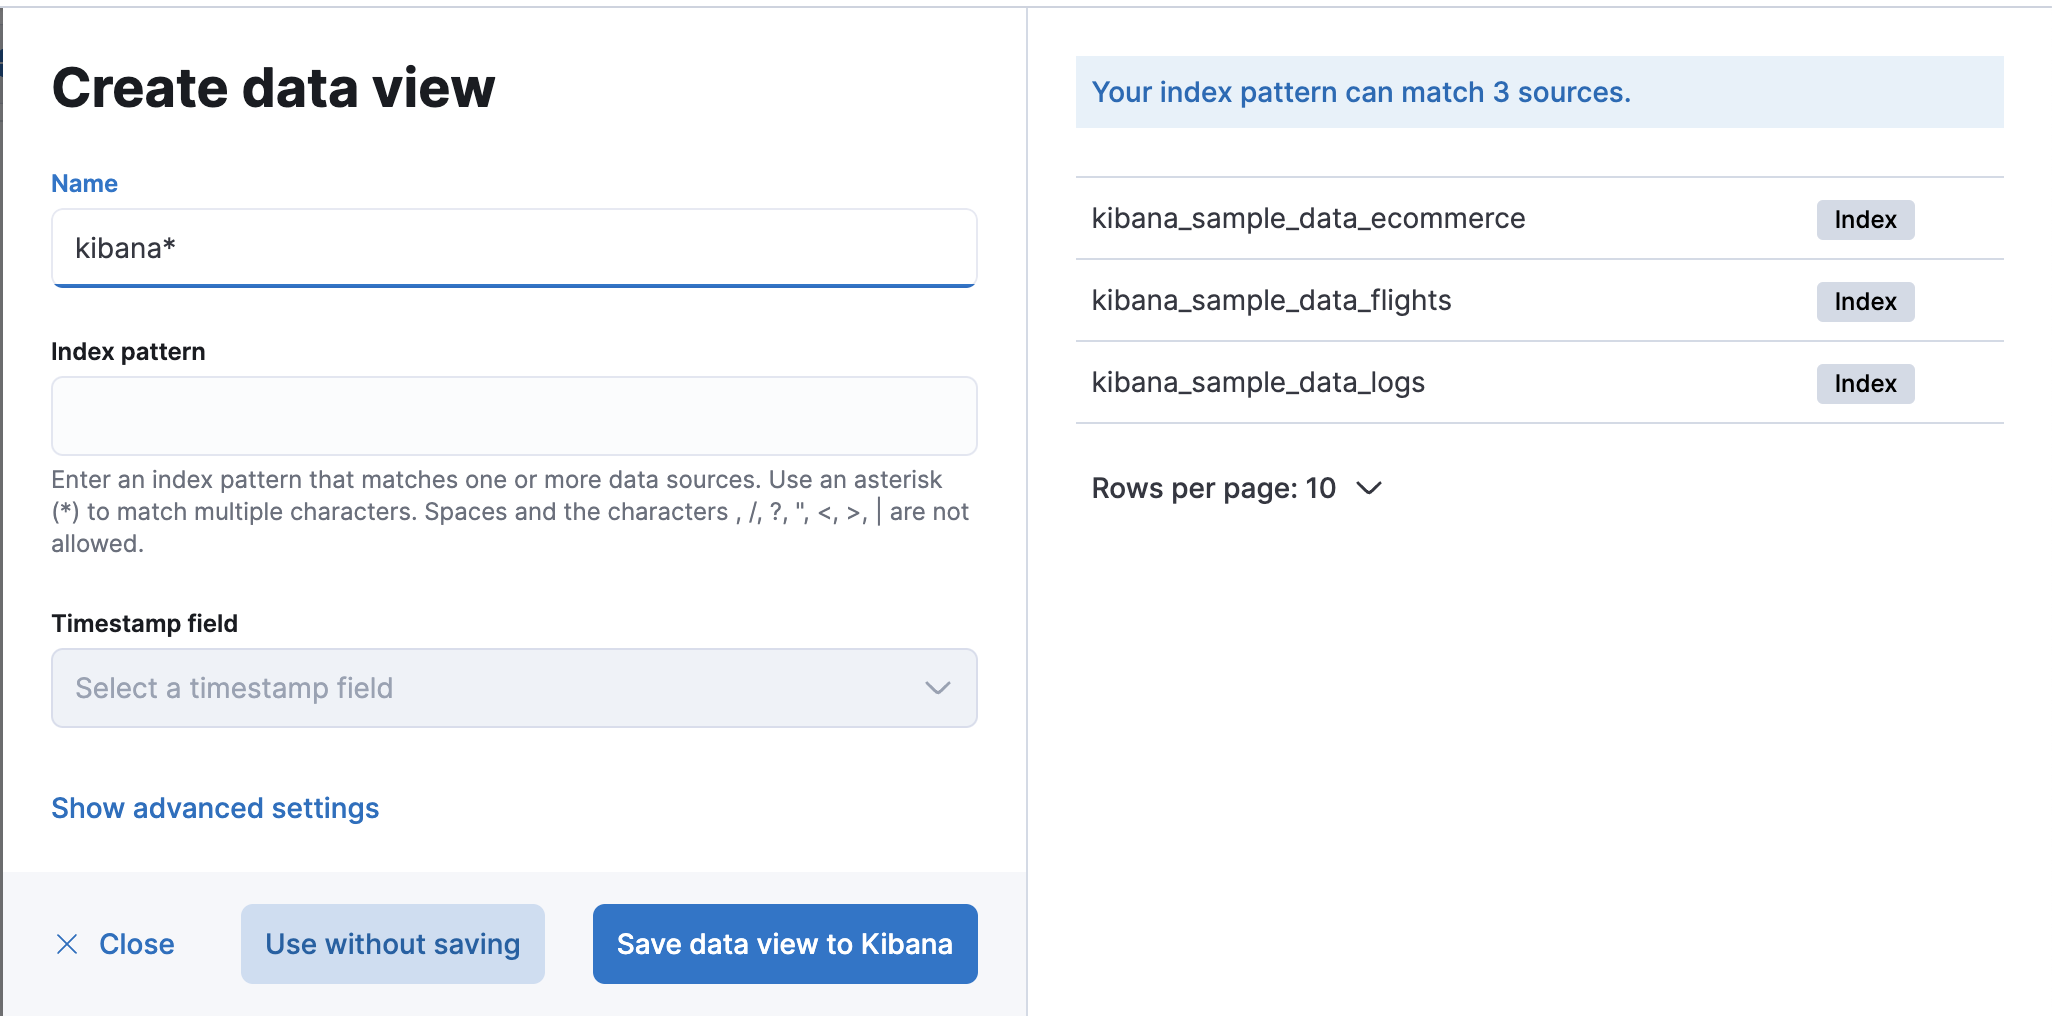 Create data view
Name
kibana*
Index pattern
Enter an index pattern that matches one or more data sources. Use an asterisk
(*) to match multiple characters. Spaces and the characters , /, ?, ", <, >, | are not
allowed.
Timestamp field
Select a timestamp field
Show advanced settings
Close
Use without saving
Save data view to Kibana
Your index pattern can match 3 sources.
kibana_sample_data_ecommerce Index
kibana_sample_data_flights Index
kibana_sample_data_logs Index
Rows per page: 10